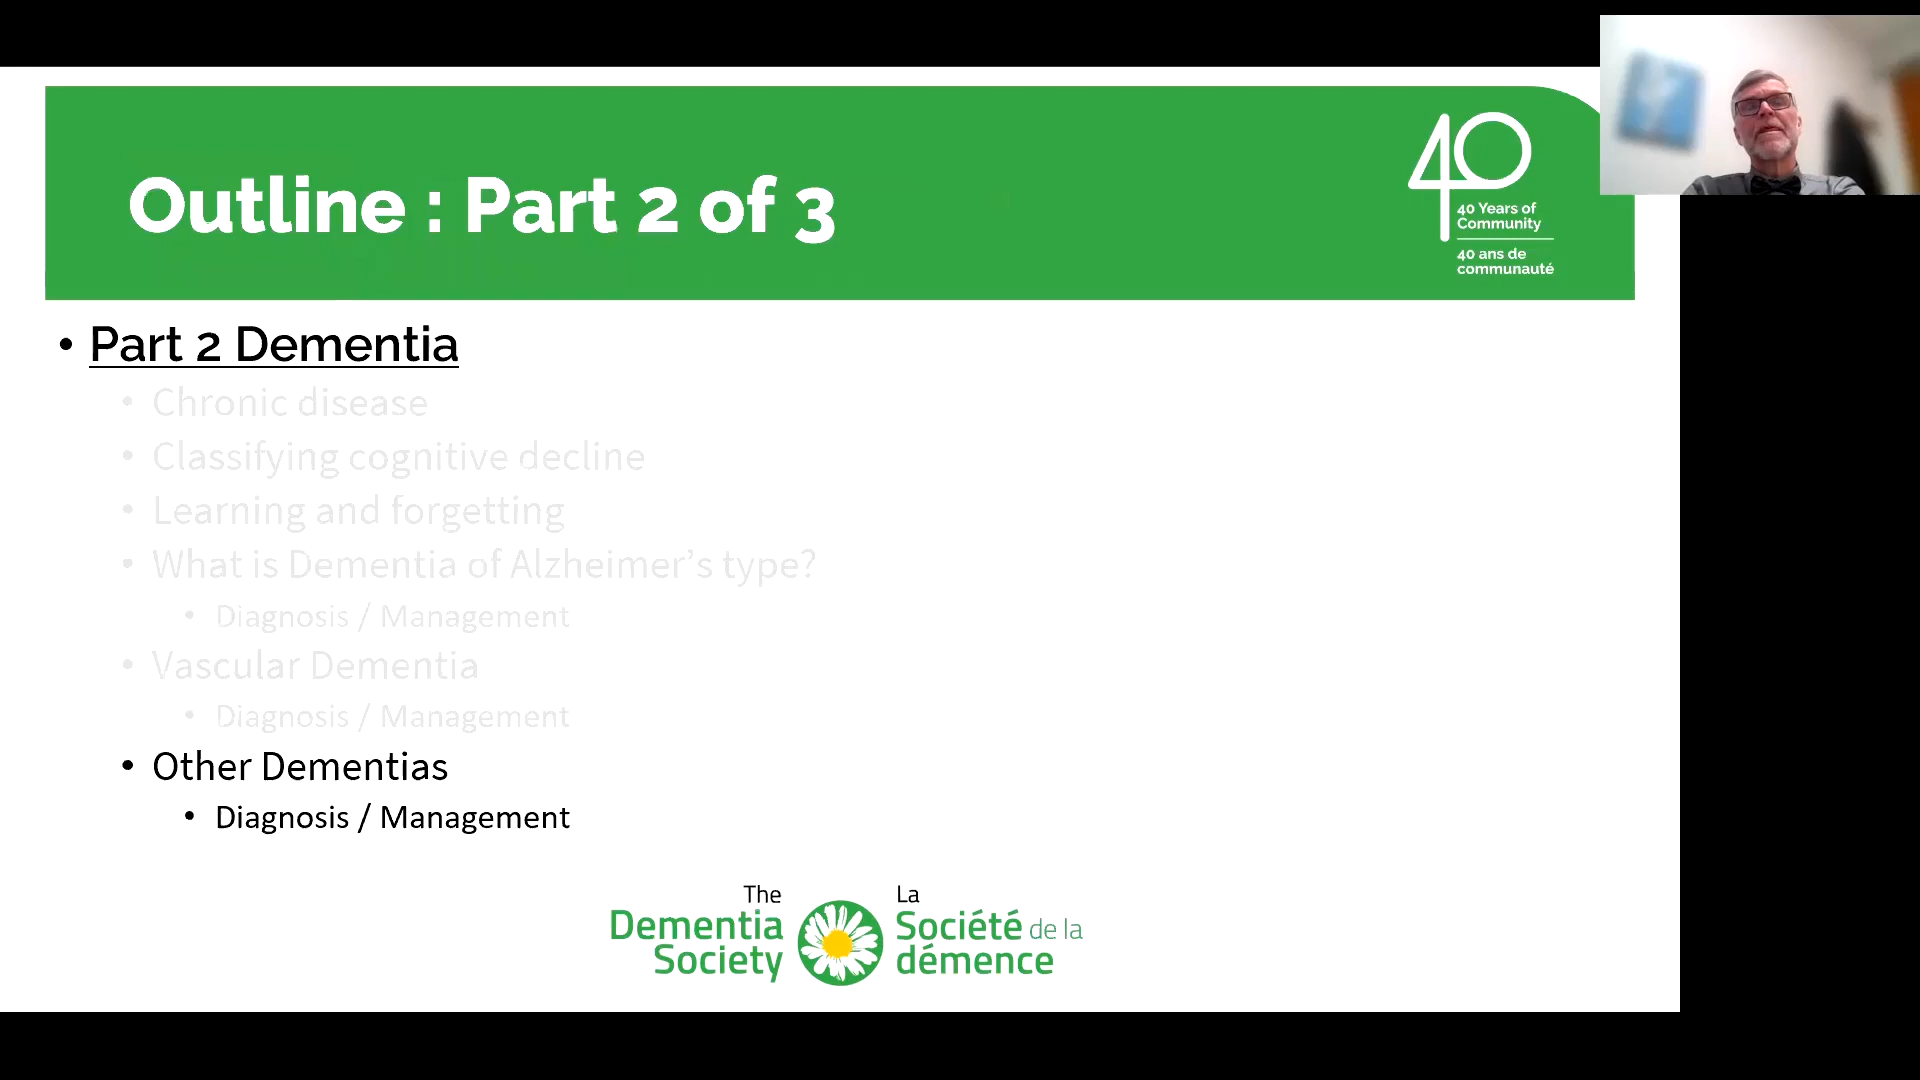 Outline : Part 2 of 3
40
40 Years of
Community
40 ans de
communauté
• Part 2 Dementia
• Chronic disease
• Classifying cognitive decline
• Learning and forgetting
• What is Dementia of Alzheimer’s type?
• Diagnosis / Management
• Vascular Dementia
• Diagnosis / Management
• Other Dementias
• Diagnosis / Management
The
Dementia
Society
La
Société de la
démence